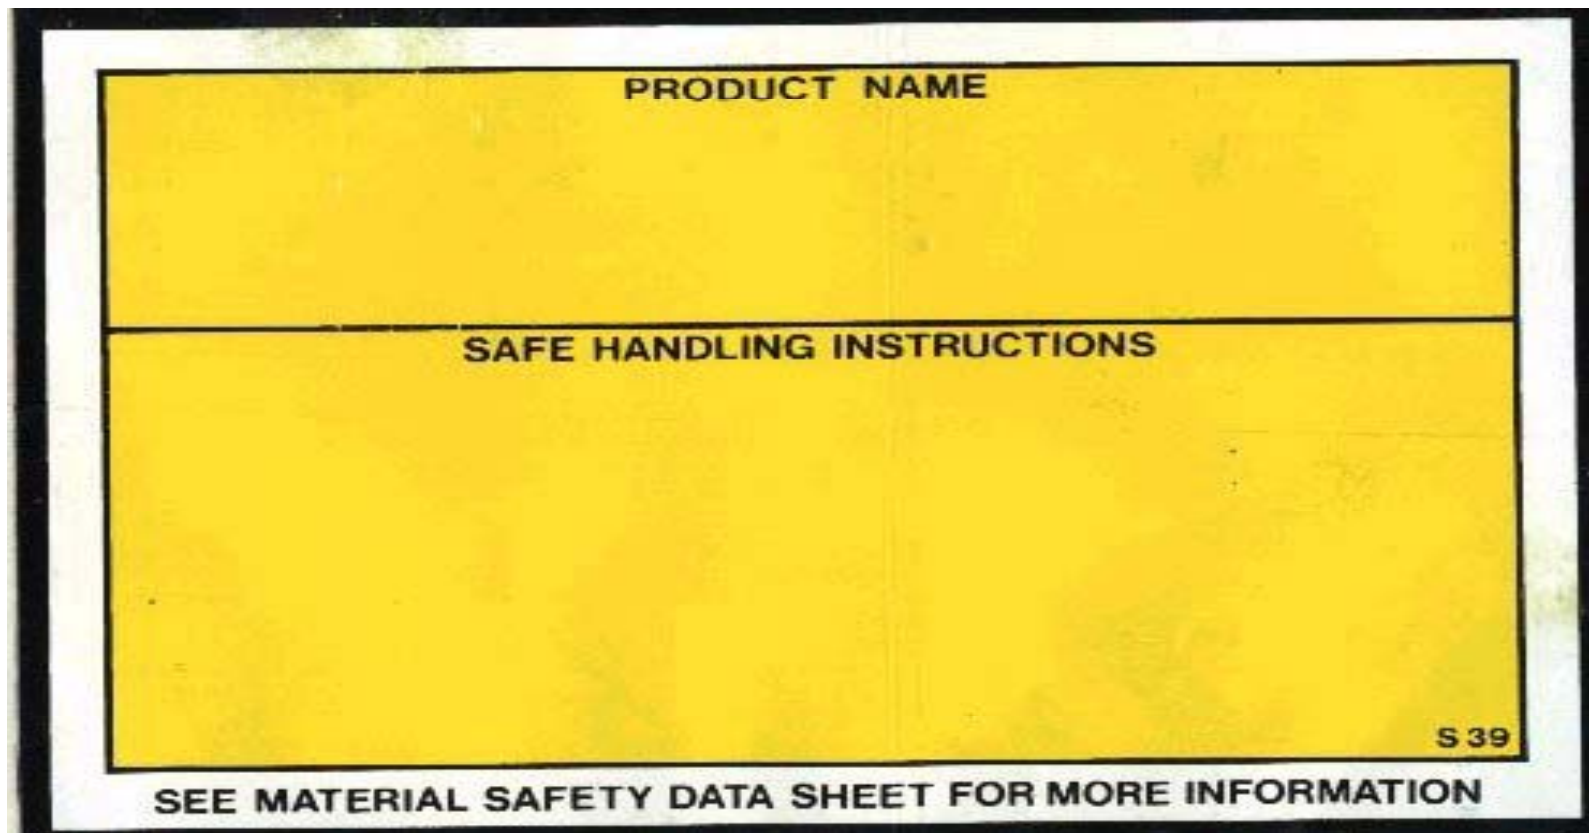 PRODUCT NAME
SAFE HANDLING INSTRUCTIONS
S 39
SEE MATERIAL SAFETY DATA SHEET FOR MORE INFORMATION